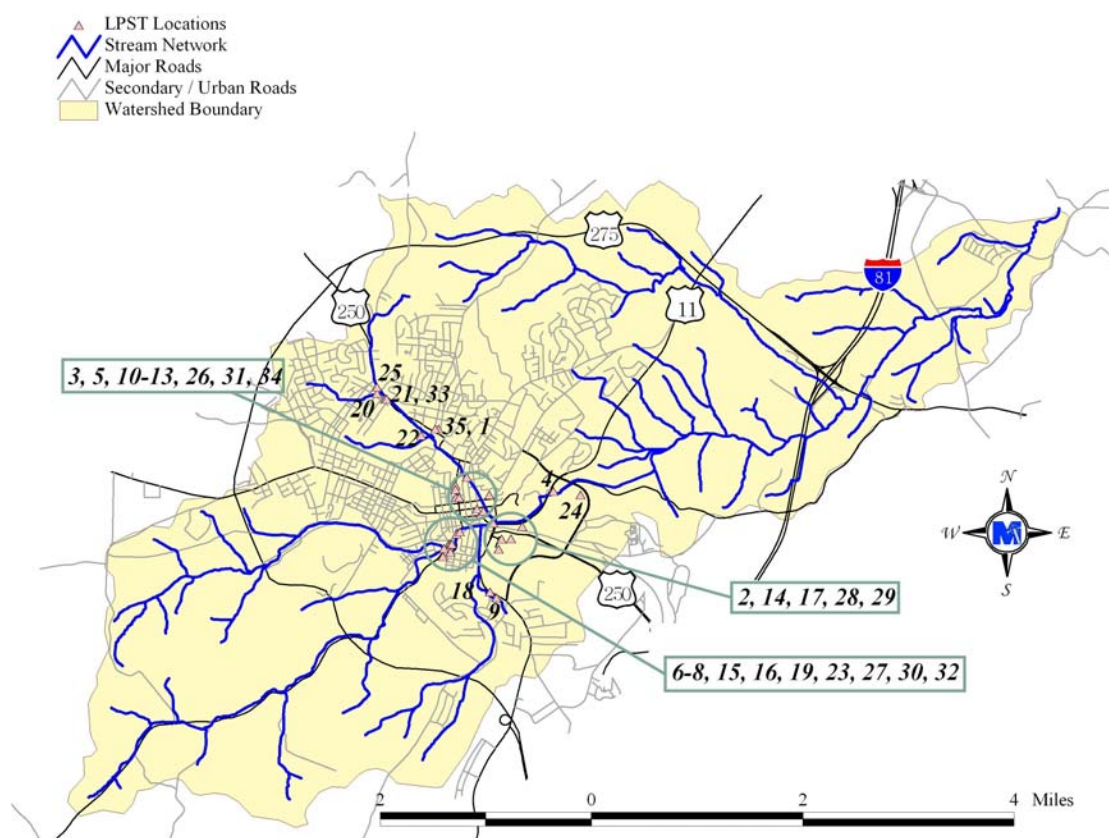 LPST Locations
Stream Network
Major Roads
Secondary / Urban Roads
Watershed Boundary
275
81
250
11
3, 5, 10-13, 26, 31, 34
25
21, 33
20
35, 1
22
4
24
N
W
M
E
S
18
9
250
2, 14, 17, 28, 29
6-8, 15, 16, 19, 23, 27, 30, 32
2 0 2 4 Miles